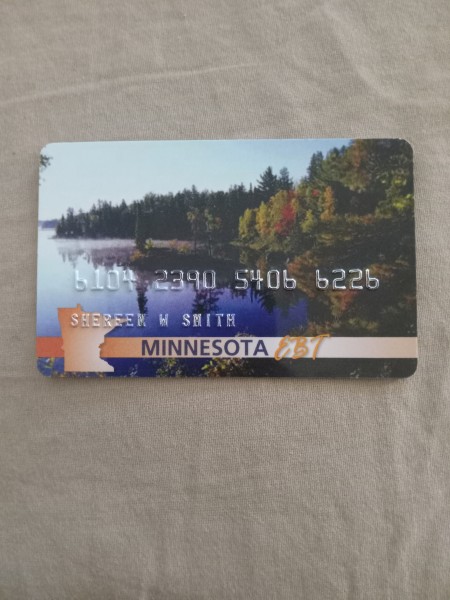 6104 2390 5406 6226
SHEREEN W SMITH
MINNESOTA EBT